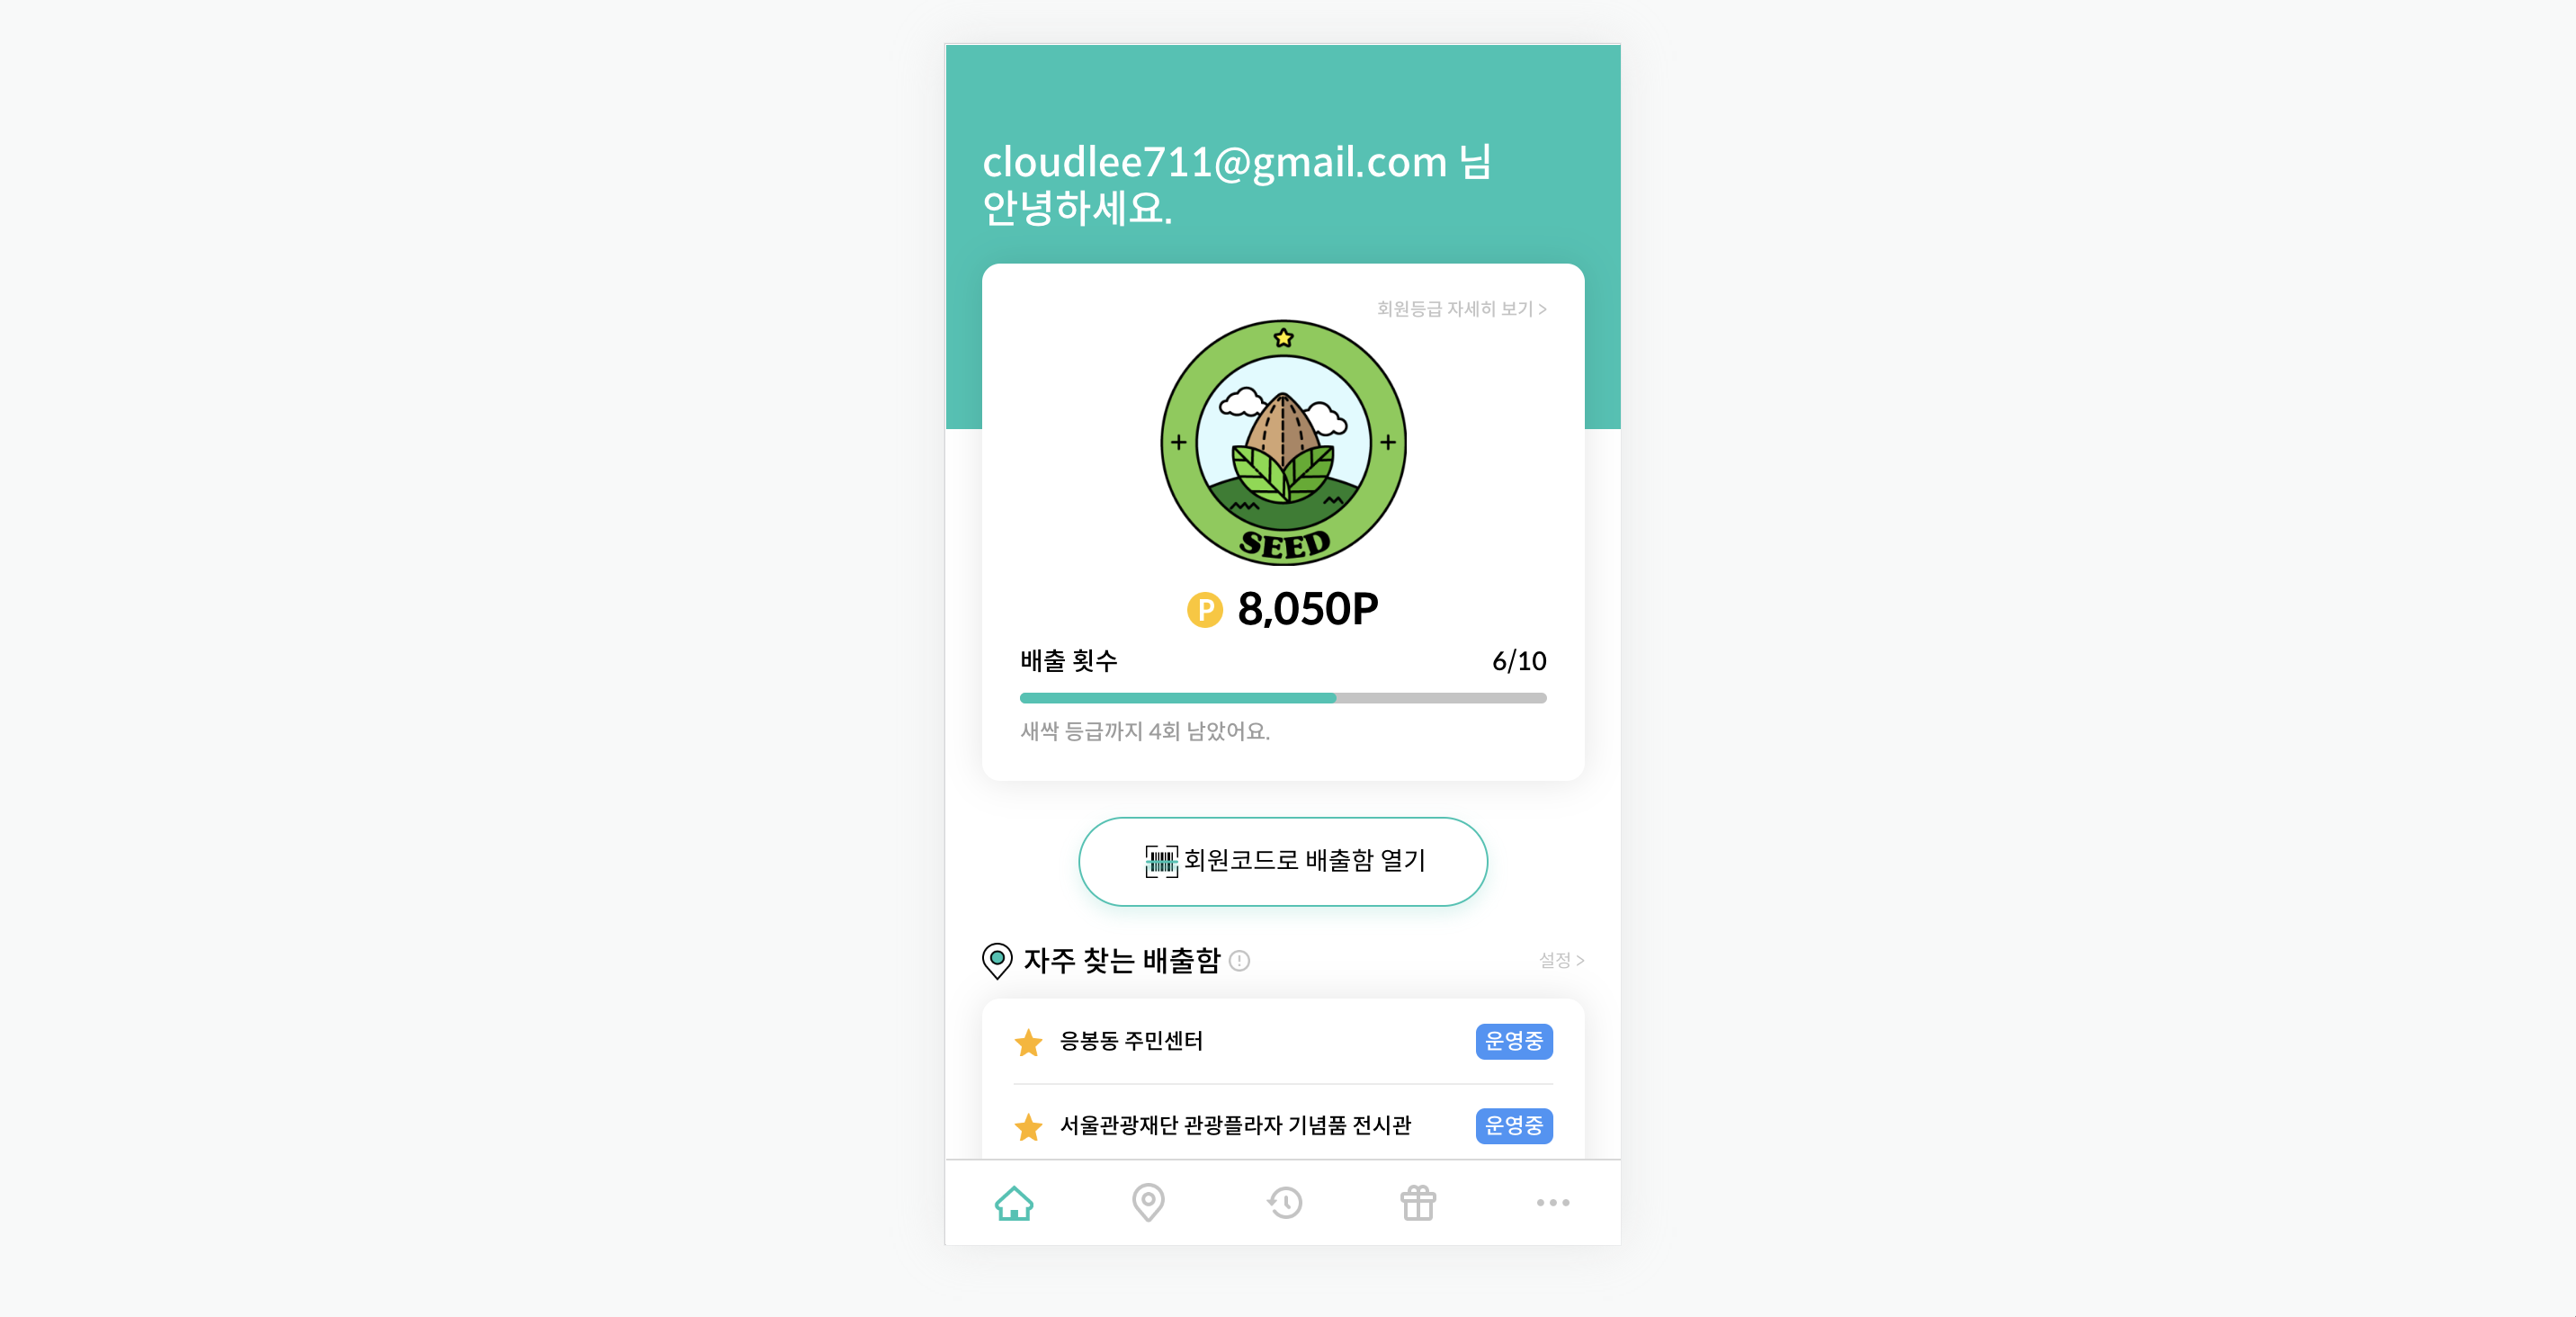 cloudlee711@gmail.com 님
안녕하세요.
회원등급 자세히 보기 >
SEED
P 8,050P
배출 횟수 6/10
새싹 등급까지 4회 남았어요.
회원코드로 배출함 열기
자주 찾는 배출함 설정 >
응봉동 주민센터 운영중
서울관광재단 관광플라자 기념품 전시관 운영중